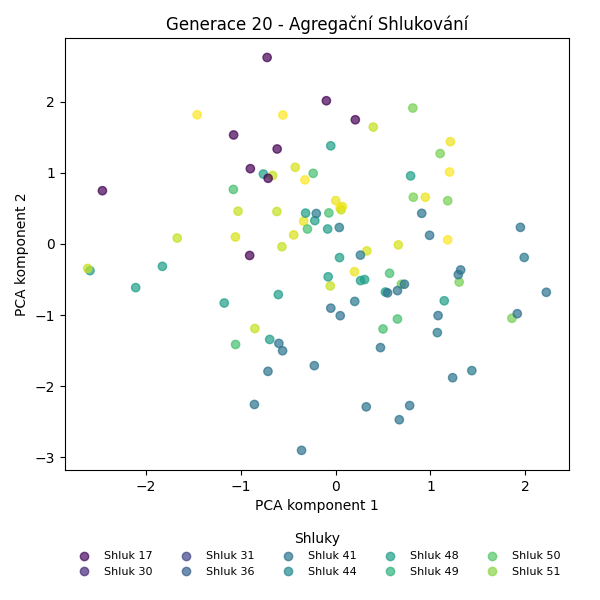 Generace 20 - Agregační Shlukování
PCA komponent 2
2
1
0
−1
−2
−3
−2
−1
0
1
2
PCA komponent 1
Shluky
Shluk 17
Shluk 31
Shluk 41
Shluk 48
Shluk 50
Shluk 30
Shluk 36
Shluk 44
Shluk 49
Shluk 51